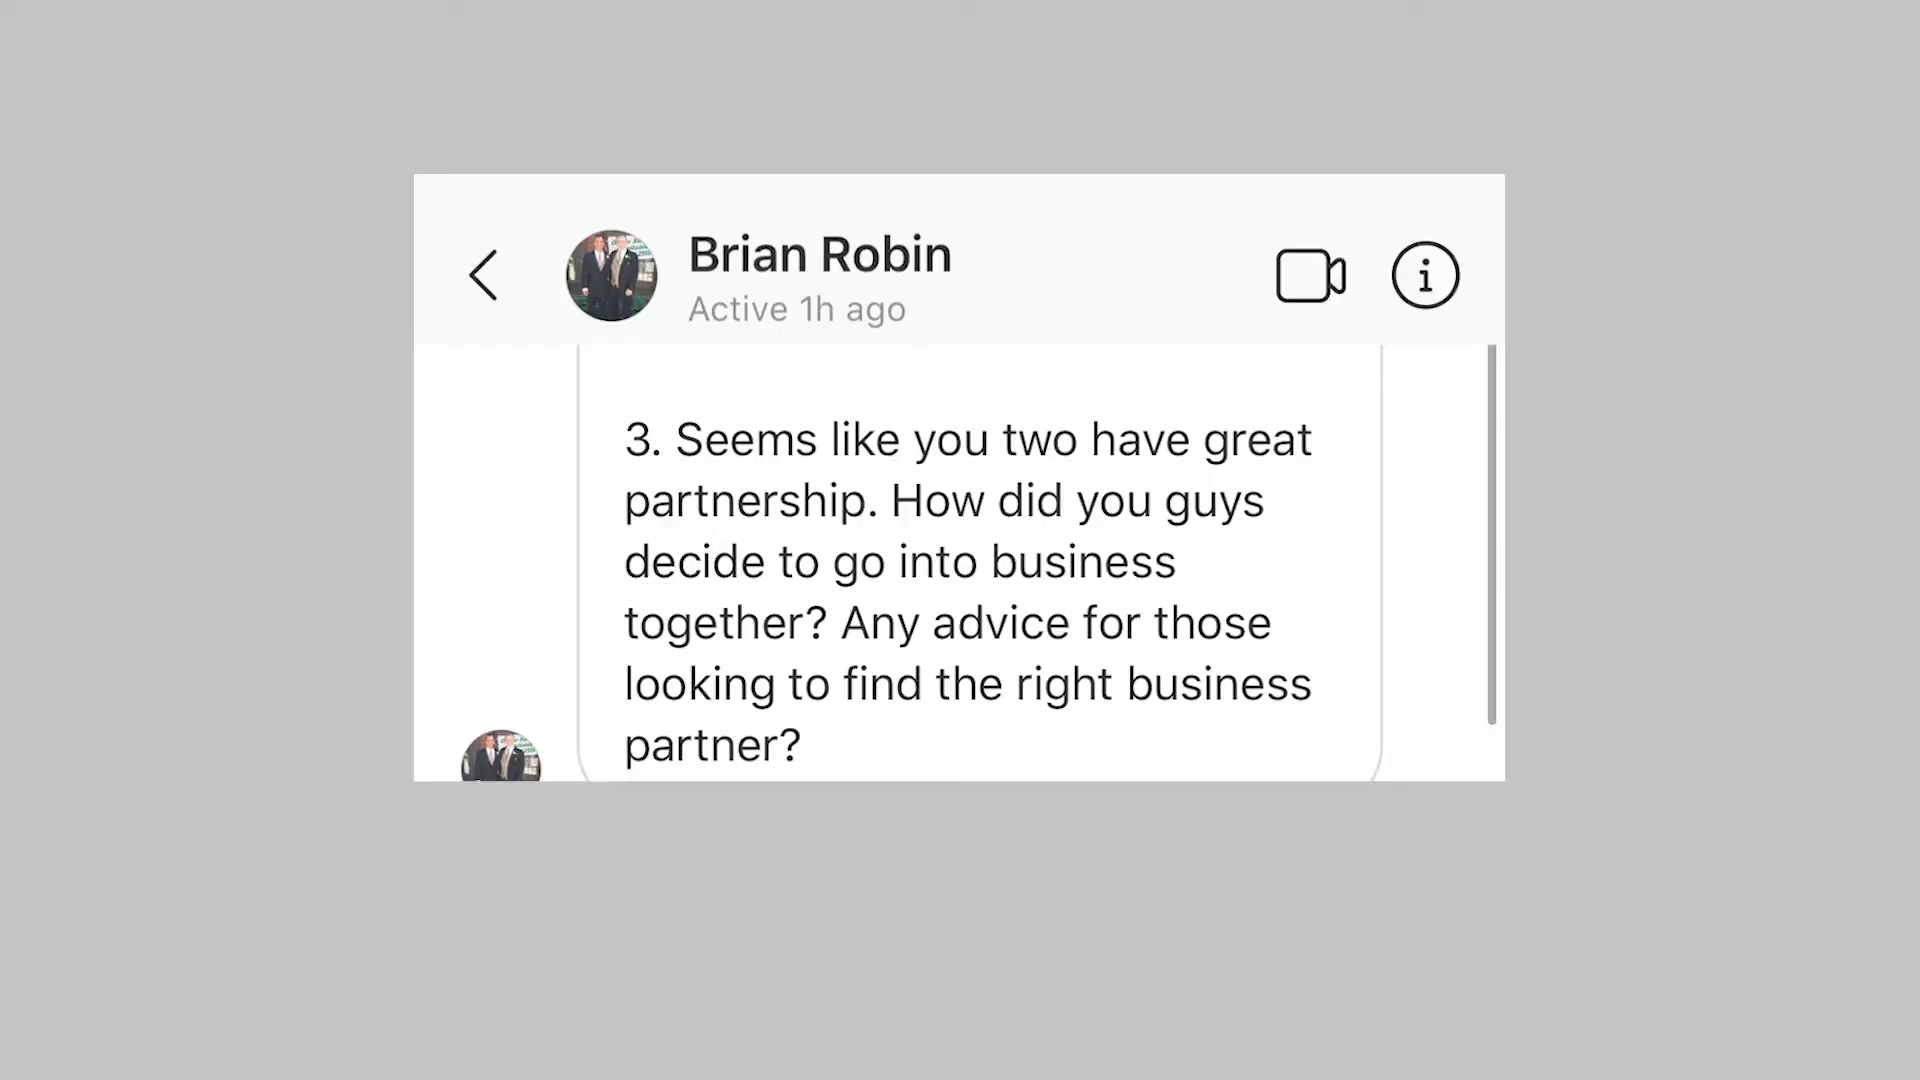 Brian Robin
Active 1h ago
3. Seems like you two have great
partnership. How did you guys
decide to go into business
together? Any advice for those
looking to find the right business
partner?